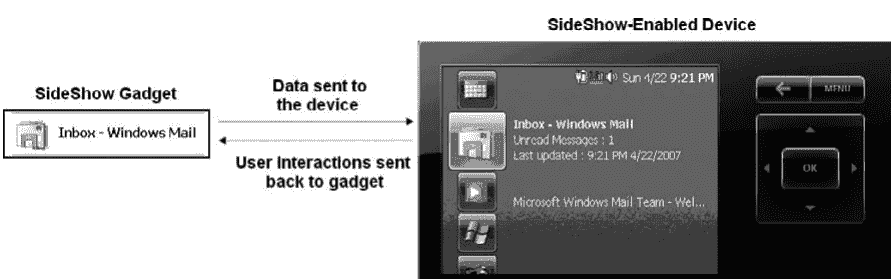 SideShow-Enabled Device
SideShow Gadget
Inbox - Windows Mail
Data sent to
the device
User Interactions sent
back to gadget
Sun 4/22 9:21 PM
Inbox - Windows Mail
Unread Messages : 1
Last updated : 9:21 PM 4/22/2007
Microsoft Windows Mail Team - Wel...
MENU
OK